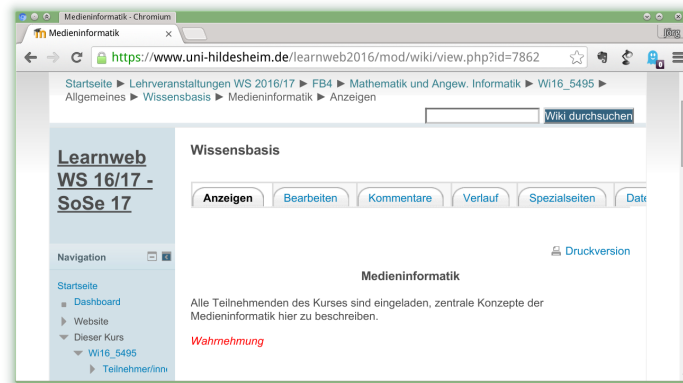 Medieninformatik - Chromium
Medieninformatik
Jörg
https://www.uni-hildesheim.de/learnweb2016/mod/wiki/view.php?id=7862
0
Startseite ► Lehrveranstaltungen WS 2016/17 ► FB4 ► Mathematik und Angew. Informatik ► Wi16_5495 ►
Allgemeines ► Wissensbasis ► Medieninformatik ► Anzeigen
Wiki durchsuchen
Learnweb
WS 16/17 -
SoSe 17
Wissensbasis
Anzeigen Bearbeiten Kommentare Verlauf Spezialseiten Date
Druckversion
Navigation
Medieninformatik
Startseite
Dashboard
Website
Dieser Kurs
Wi16_5495
Teilnehmer/inn
Alle Teilnehmenden des Kurses sind eingeladen, zentrale Konzepte der
Medieninformatik hier zu beschreiben.
Wahrnehmung